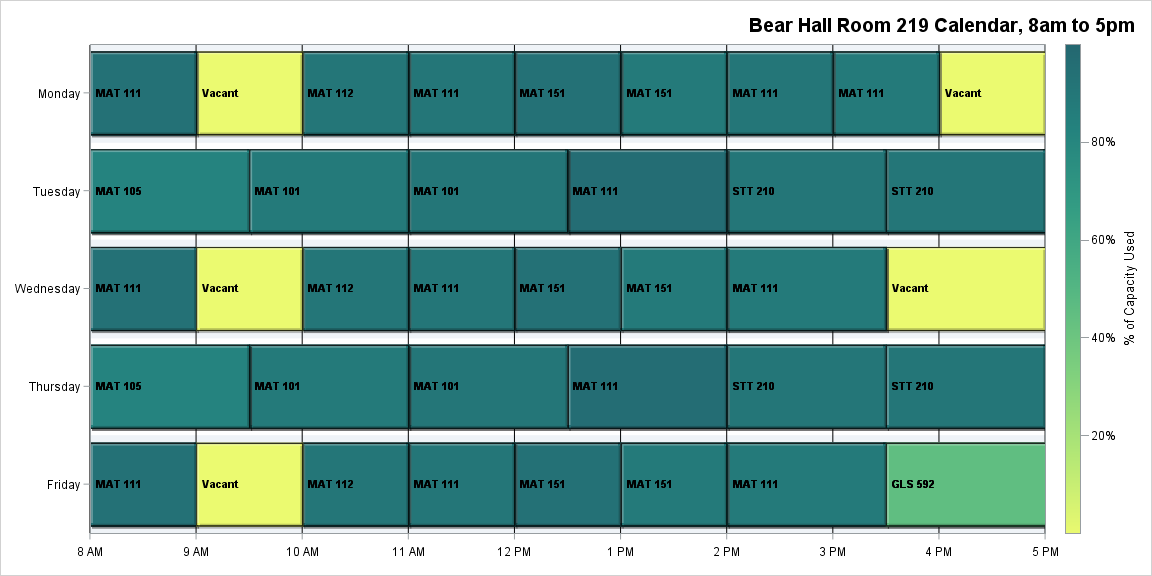 Bear Hall Room 219 Calendar, 8am to 5pm
Monday MAT 111 Vacant MAT 112 MAT 111 MAT 151 MAT 151 MAT 111 MAT 111 Vacant
Tuesday MAT 105 MAT 101 MAT 101 MAT 111 STT 210 STT 210
Wednesday MAT 111 Vacant MAT 112 MAT 111 MAT 151 MAT 151 MAT 111 Vacant
Thursday MAT 105 MAT 101 MAT 101 MAT 111 STT 210 STT 210
Friday MAT 111 Vacant MAT 112 MAT 111 MAT 151 MAT 151 MAT 111 GLS 592
8 AM 9 AM 10 AM 11 AM 12 PM 1 PM 2 PM 3 PM 4 PM 5 PM
80%
60%
40%
20%
% of Capacity Used